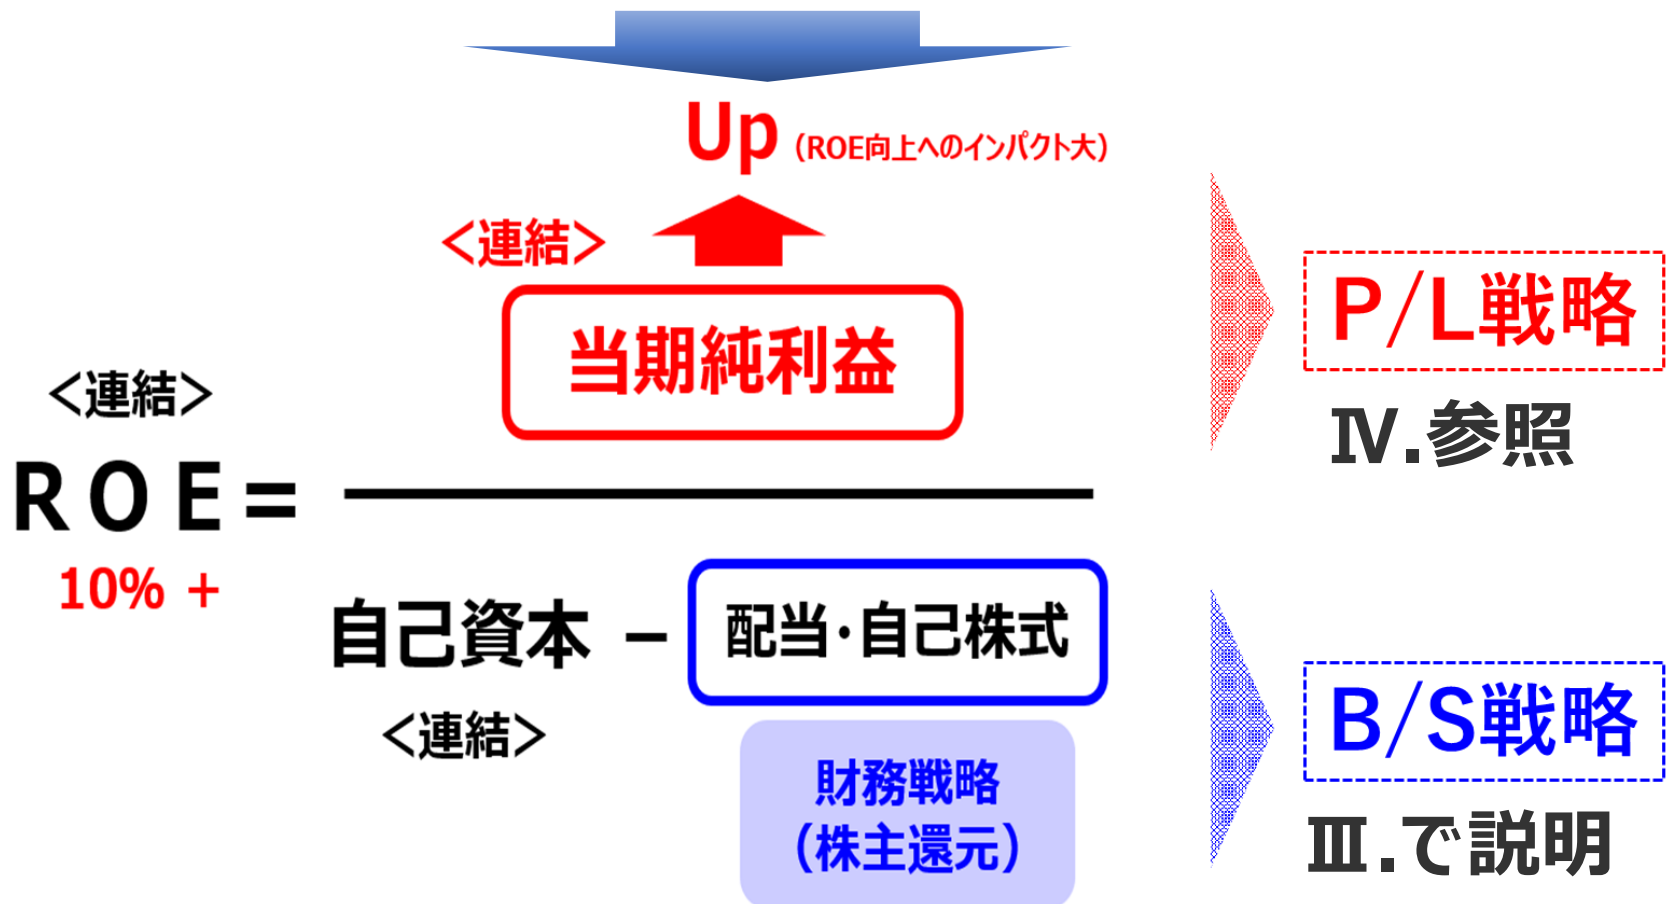 Up（ROE向上へのインパクト大）
＜連結＞
当期純利益
P/L戦略
Ⅳ.参照
＜連結＞
ROE=
10% +
自己資本 − 配当・自己株式
＜連結＞
財務戦略
（株主還元）
B/S戦略
Ⅲ.で説明